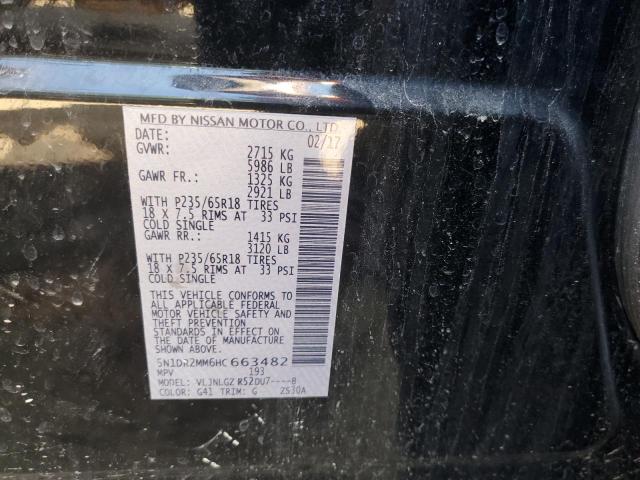 MFD BY NISSAN MOTOR CO., LTD.
DATE: 02/17
GVWR: 2715 KG
5986 LB
GAWR FR.: 1325 KG
2921 LB
WITH P235/65R18 TIRES
18 X 7.5 RIMS AT 33 PSI
COLD SINGLE
GAWR RR.: 1415 KG
3120 LB
WITH P235/65R18 TIRES
18 X 7.5 RIMS AT 33 PSI
COLD SINGLE
THIS VEHICLE CONFORMS TO
ALL APPLICABLE FEDERAL
MOTOR VEHICLE SAFETY AND
THEFT PREVENTION
STANDARDS IN EFFECT ON
THE DATE OF MANUFACTURE
SHOWN ABOVE.
5N1DR2MM6HC 663482
MPV 193
MODEL: VLJNLGZ R52DU7----B
COLOR: G41 TRIM: G 2S30A